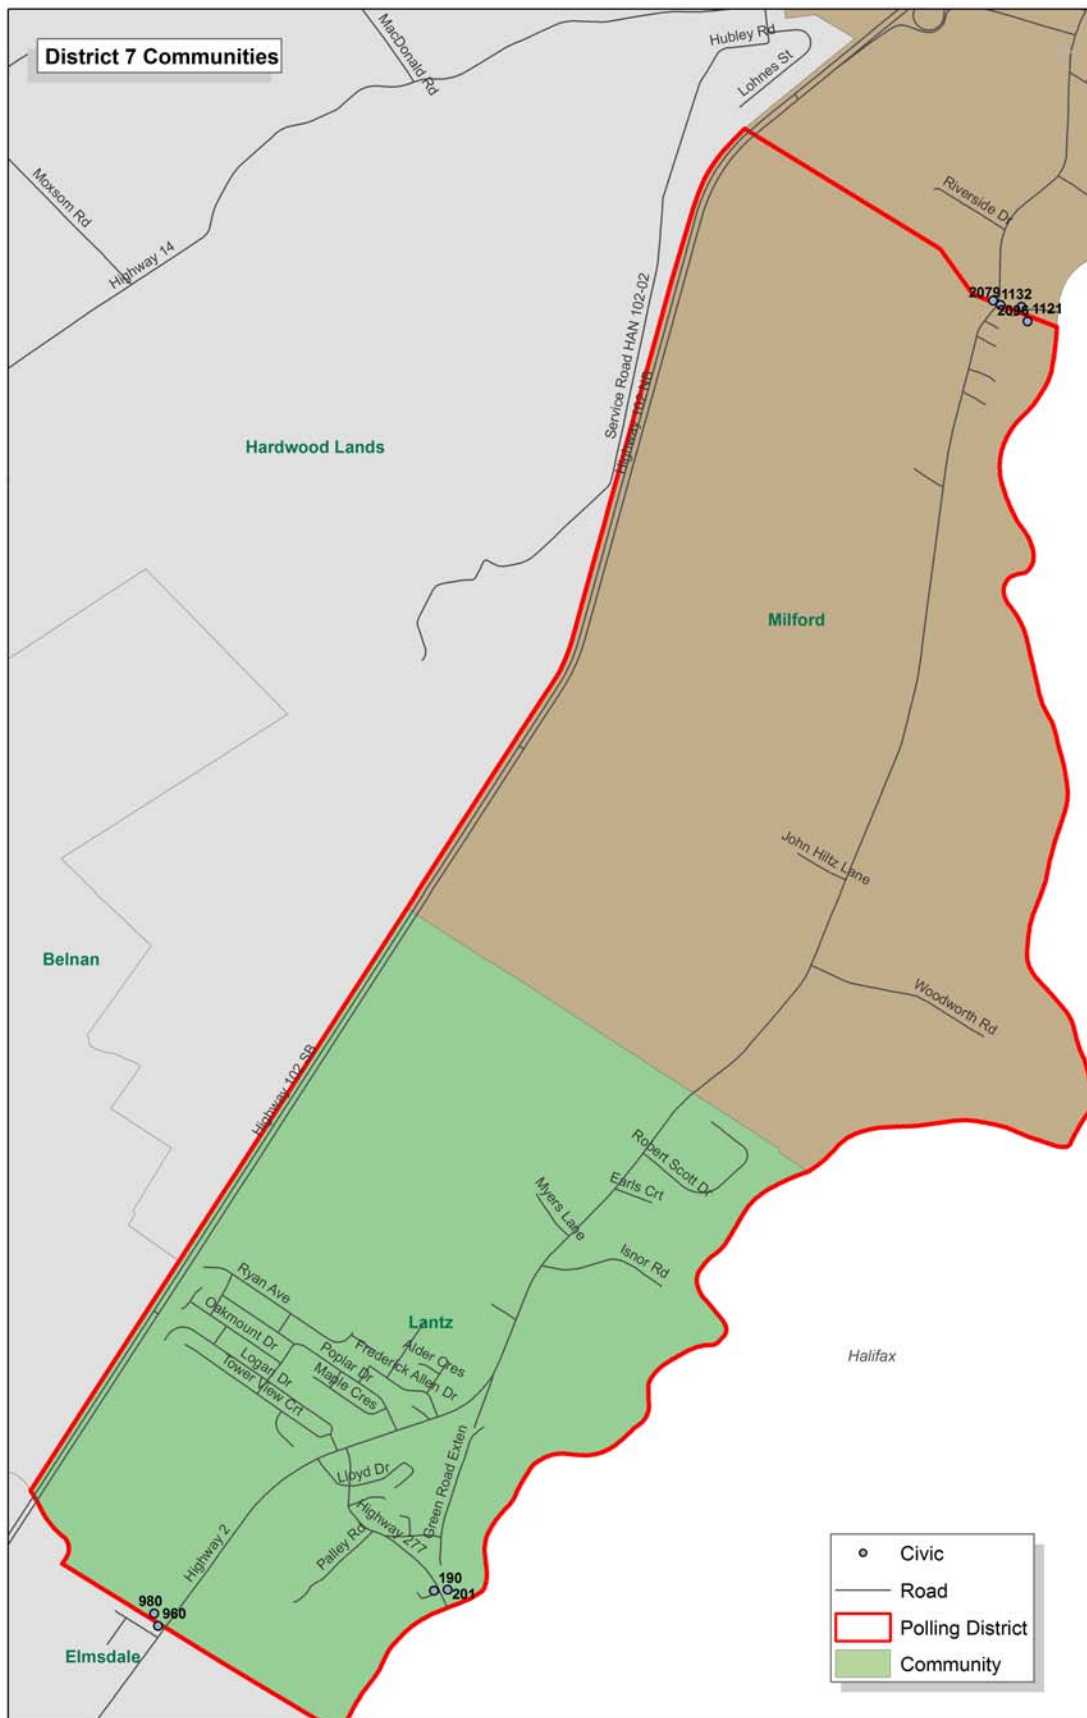 District 7 Communities
MacDonald Rd
Hubley Rd
Lohnes St
Moxsom Rd
Highway 14
Riverside Dr
2079
1132
2096
1121
Service Road HAN 102-02
Highway 102 NB
Hardwood Lands
Milford
John Hiltz Lane
Belnan
Woodworth Rd
Highway 102 SB
Robert Scott Dr
Earls Crt
Myers Lane
Isnor Rd
Ryan Ave
Oakmount Dr
Lantz
Alder Cres
Poplar Dr
Frederick Allen Dr
Logan Dr
Maple Cres
Tower View Crt
Halifax
Green Road Exten
Lloyd Dr
Highway 277
Palley Rd
Highway 2
190
201
980
960
Elmsdale
Civic
Road
Polling District
Community